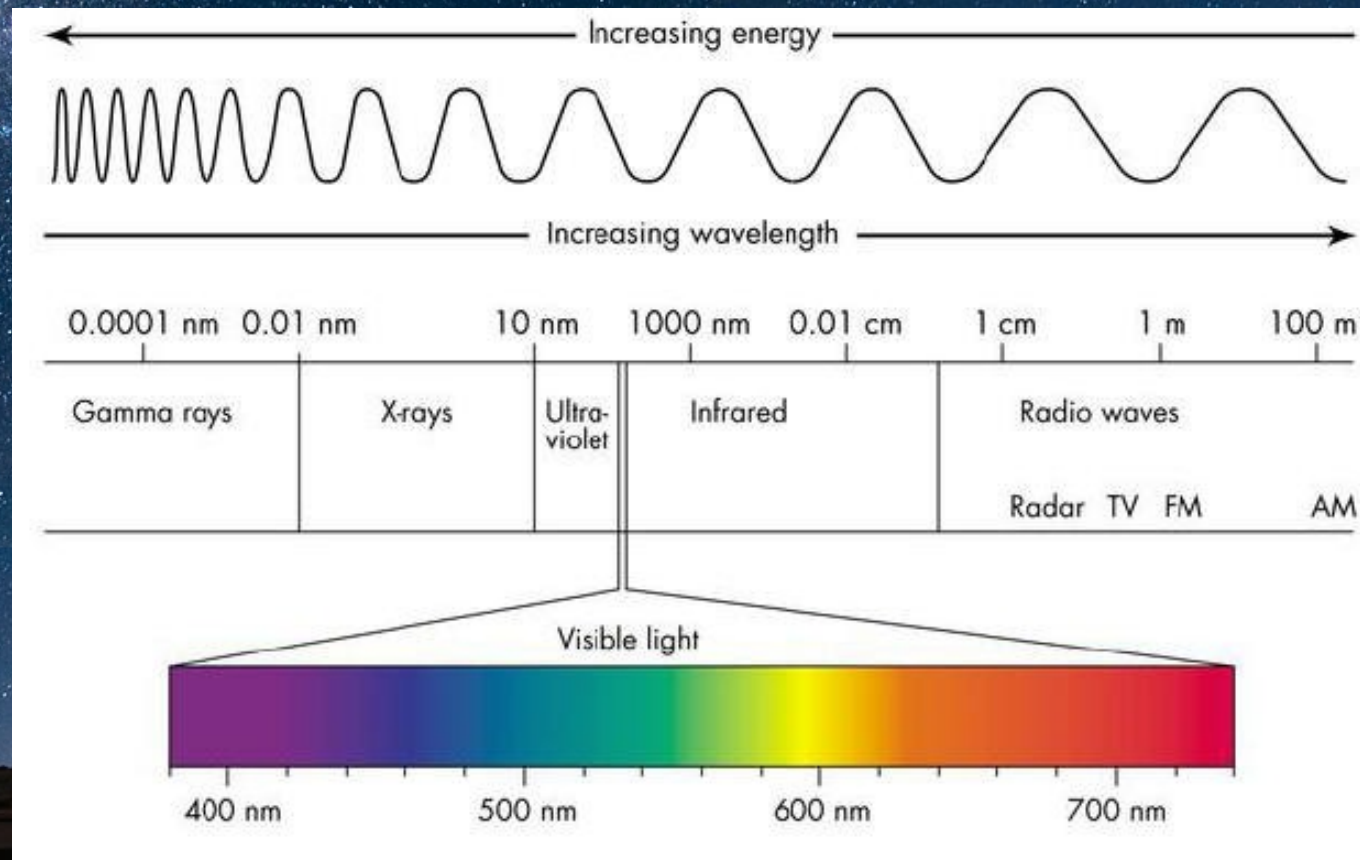 Increasing energy
Increasing wavelength
0.0001 nm 0.01 nm 10 nm 1000 nm 0.01 cm 1 cm 1 m 100 m
Gamma rays X-rays Ultra- Infrared Radio waves
violet
Radar TV FM AM
Visible light
400 nm 500 nm 600 nm 700 nm